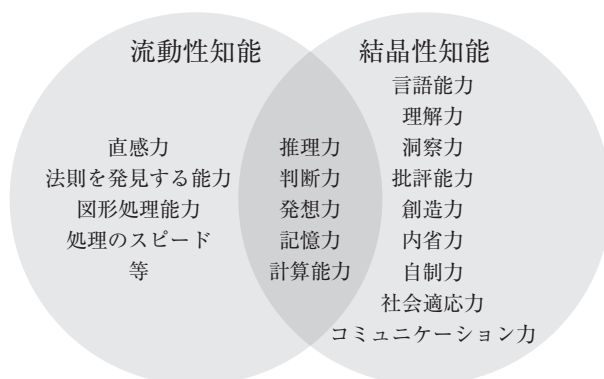 流動性知能
直感力
法則を発見する能力
図形処理能力
処理のスピード
等
推理力
判断力
発想力
記憶力
計算能力
結晶性知能
言語能力
理解力
洞察力
批評能力
創造力
内省力
自制力
社会適応力
コミュニケーション力